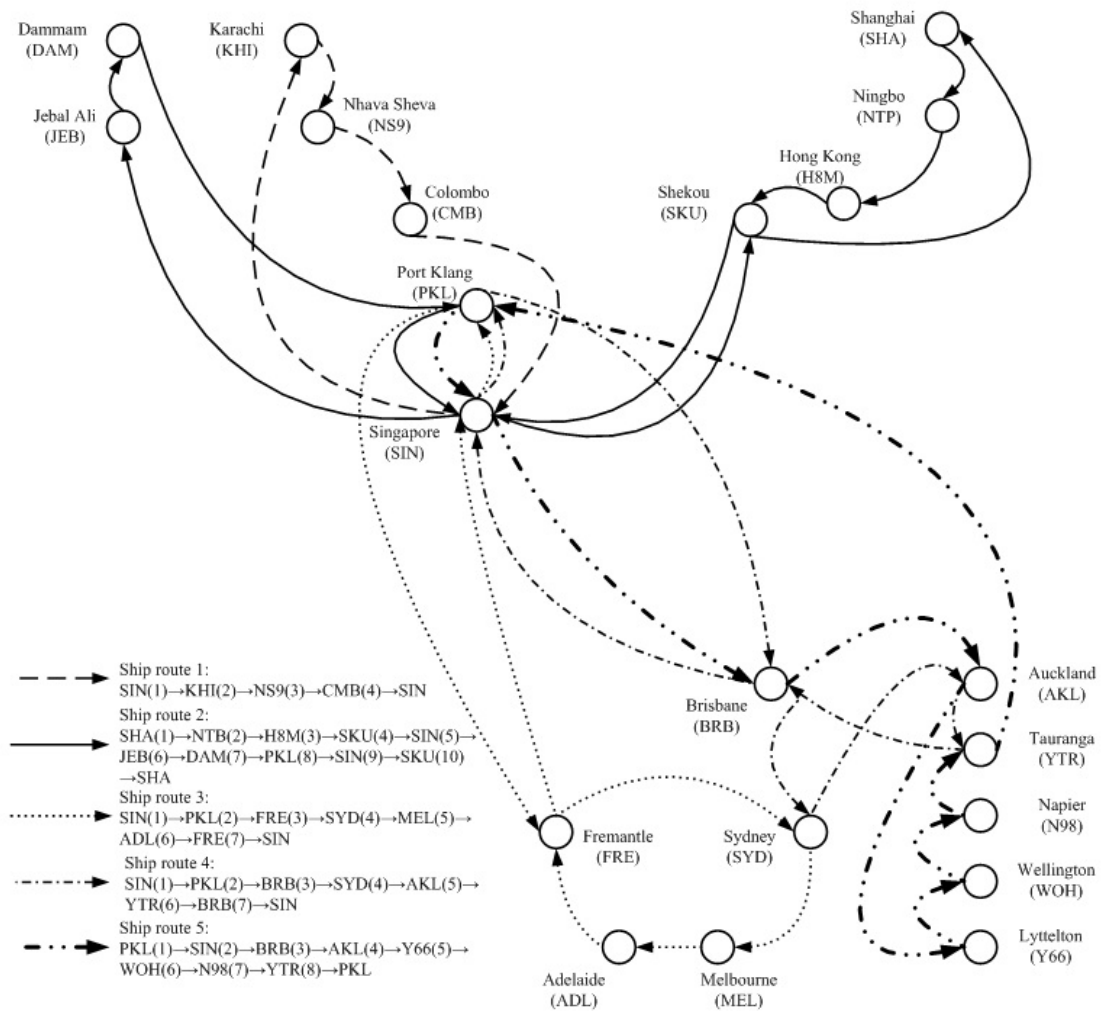 Dammam
(DAM)
Karachi
(KHI)
Shanghai
(SHA)
Jebal Ali
(JEB)
Nhava Sheva
(NS9)
Ningbo
(NTP)
Hong Kong
(H8M)
Colombo
(CMB)
Shekou
(SKU)
Port Klang
(PKL)
Singapore
(SIN)
Brisbane
(BRB)
Auckland
(AKL)
Tauranga
(YTR)
Napier
(N98)
Wellington
(WOH)
Lyttelton
(Y66)
Fremantle
(FRE)
Sydney
(SYD)
Adelaide
(ADL)
Melbourne
(MEL)
Ship route 1:
SIN(1)→KHI(2)→NS9(3)→CMB(4)→SIN
Ship route 2:
SHA(1)→NTB(2)→H8M(3)→SKU(4)→SIN(5)→
JEB(6)→DAM(7)→PKL(8)→SIN(9)→SKU(10)
→SHA
Ship route 3:
SIN(1)→PKL(2)→FRE(3)→SYD(4)→MEL(5)→
ADL(6)→FRE(7)→SIN
Ship route 4:
SIN(1)→PKL(2)→BRB(3)→SYD(4)→AKL(5)→
YTR(6)→BRB(7)→SIN
Ship route 5:
PKL(1)→SIN(2)→BRB(3)→AKL(4)→Y66(5)→
WOH(6)→N98(7)→YTR(8)→PKL